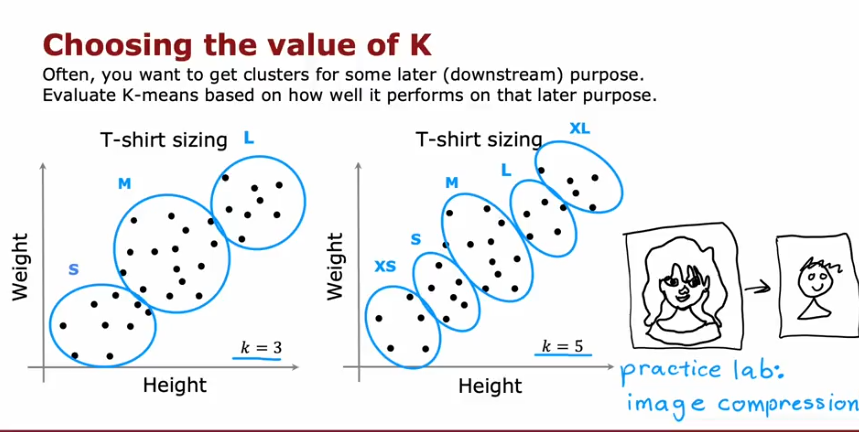 Choosing the value of K
Often, you want to get clusters for some later (downstream) purpose.
Evaluate K-means based on how well it performs on that later purpose.
T-shirt sizing
L
M
S
Weight
k = 3
Height
T-shirt sizing
XL
L
M
S
XS
Weight
k = 5
Height
practice lab:
image compression